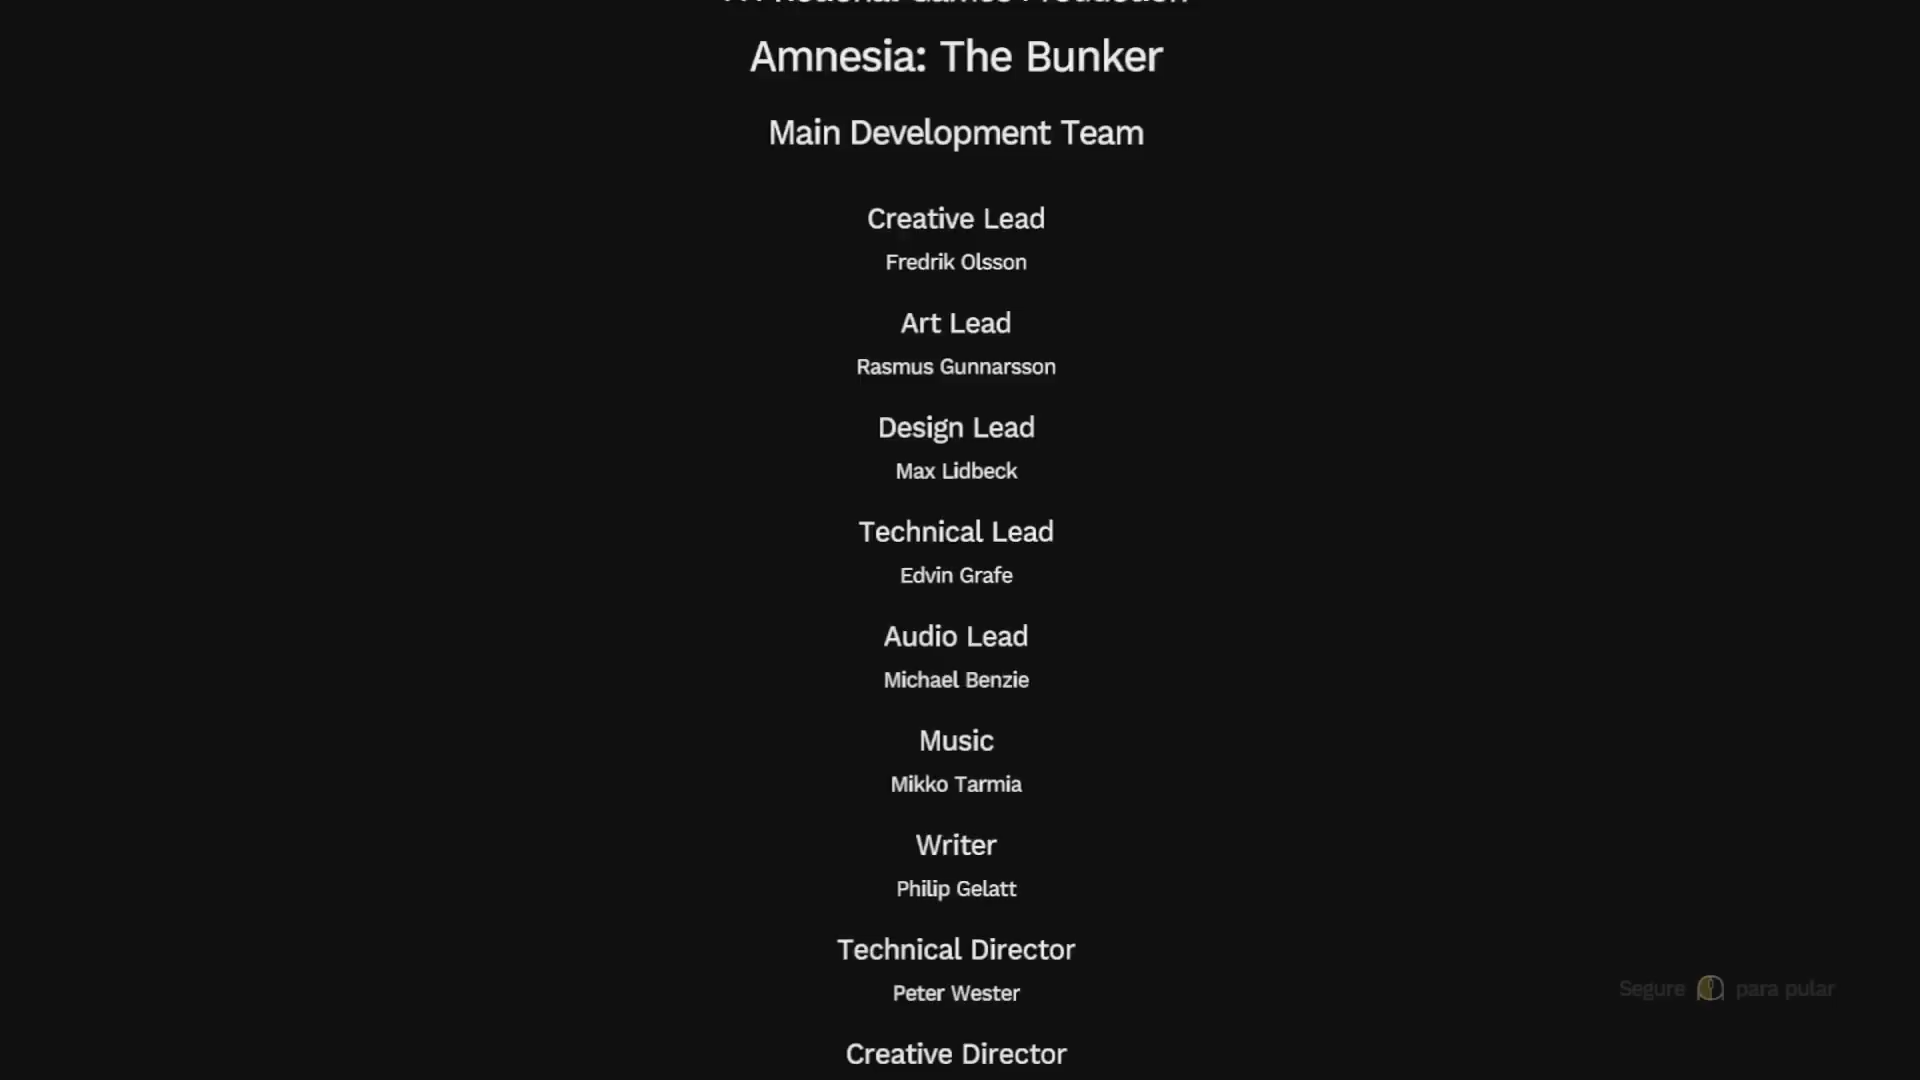 Amnesia: The Bunker
Main Development Team
Creative Lead
Fredrik Olsson
Art Lead
Rasmus Gunnarsson
Design Lead
Max Lidbeck
Technical Lead
Edvin Grafe
Audio Lead
Michael Benzie
Music
Mikko Tarmia
Writer
Philip Gelatt
Technical Director
Peter Wester
Segure para pular
Creative Director